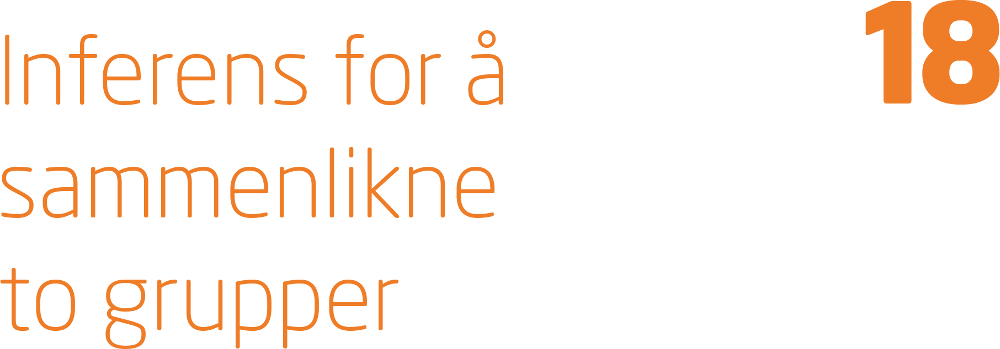 Inferens for å 18
sammenlikne
to grupper